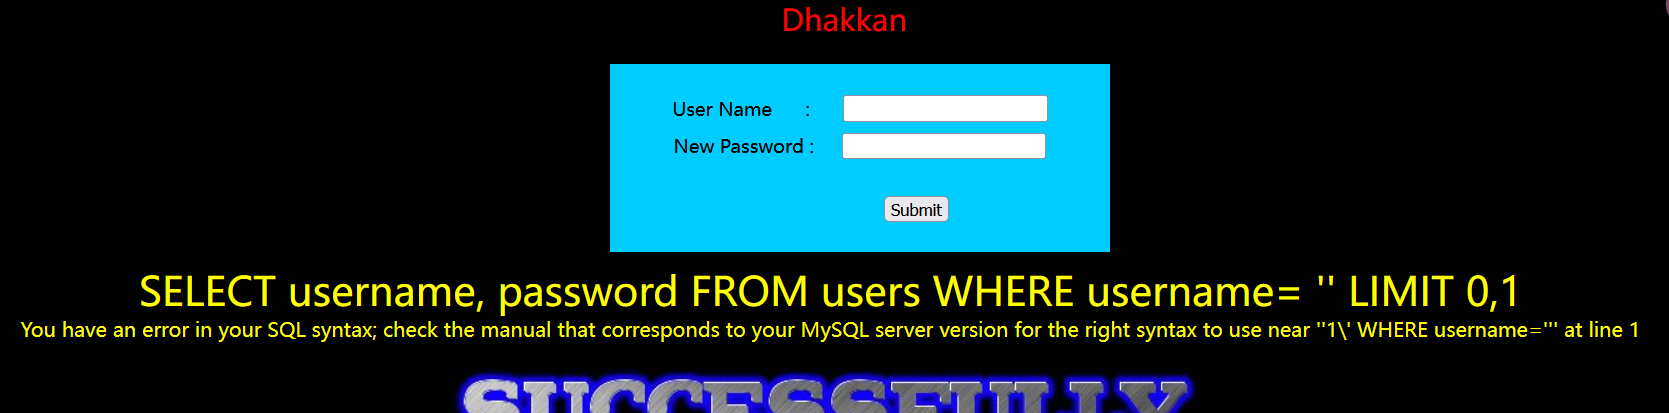 Dhakkan
User Name :
New Password :
Submit
SELECT username, password FROM users WHERE username= '' LIMIT 0,1
You have an error in your SQL syntax; check the manual that corresponds to your MySQL server version for the right syntax to use near ''1\' WHERE username=''' at line 1
SUCCESSFULLY